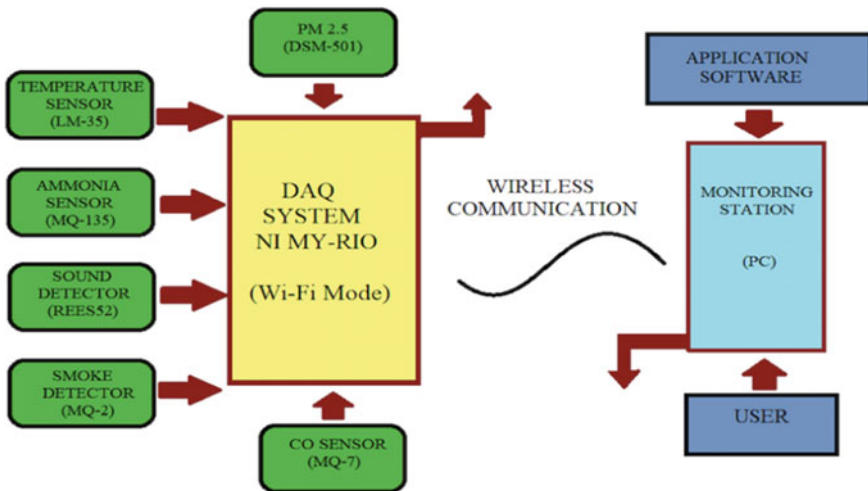 PM 2.5
(DSM-501)
TEMPERATURE
SENSOR
(LM-35)
AMMONIA
SENSOR
(MQ-135)
SOUND
DETECTOR
(REES52)
SMOKE
DETECTOR
(MQ-2)
DAQ
SYSTEM
NI MY-RIO
(Wi-Fi Mode)
CO SENSOR
(MQ-7)
WIRELESS
COMMUNICATION
APPLICATION
SOFTWARE
MONITORING
STATION
(PC)
USER